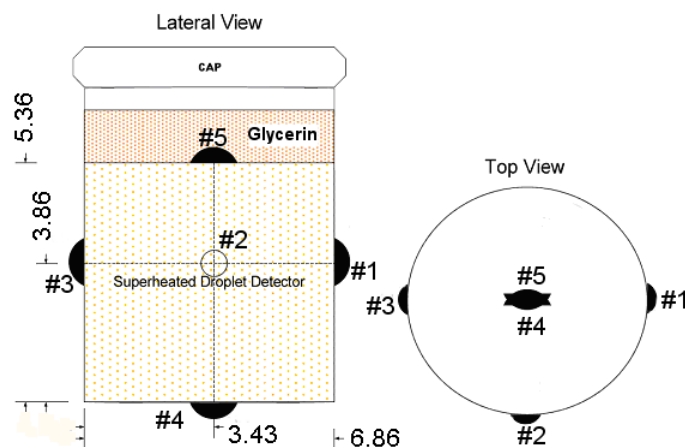 Lateral View
CAP
5.36
Glycerin
#5
Top View
3.86
#2
#3
#1
Superheated Droplet Detector
#5
#3
#1
#4
#4
3.43
6.86
#2